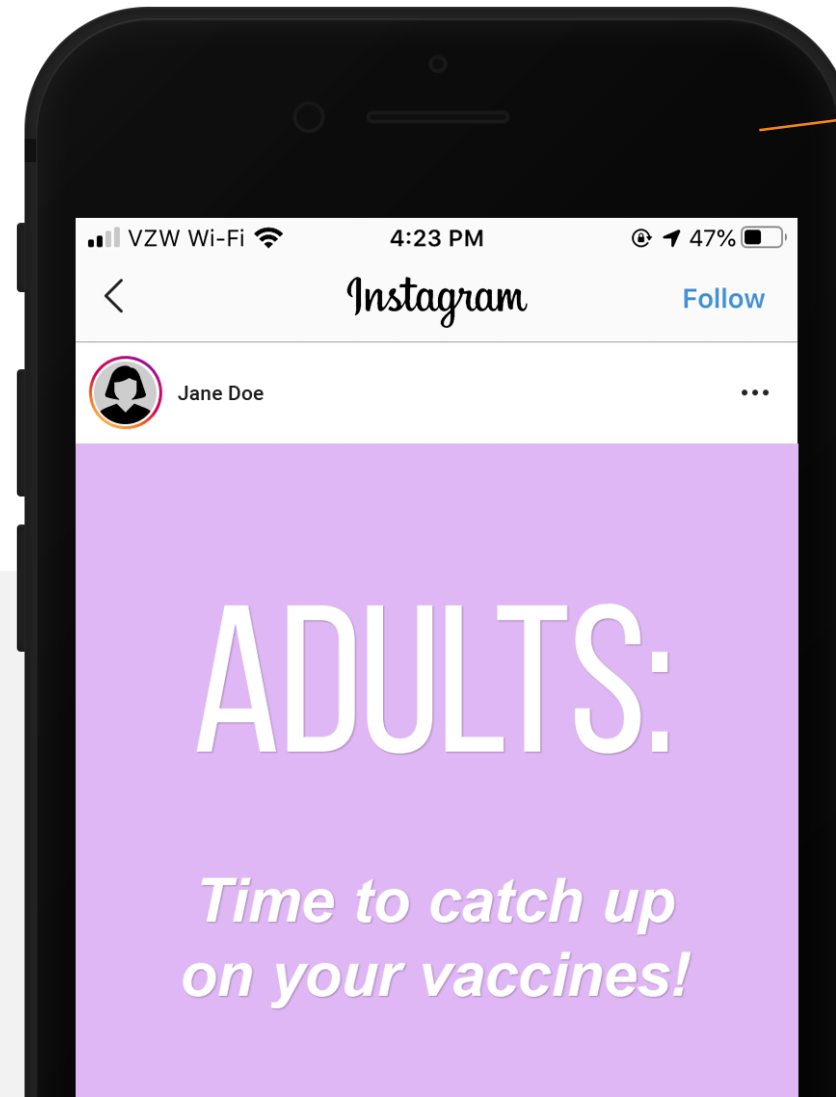 VZW Wi-Fi 4:23 PM 47%
Instagram Follow
Jane Doe
ADULTS:
Time to catch up
on your vaccines!